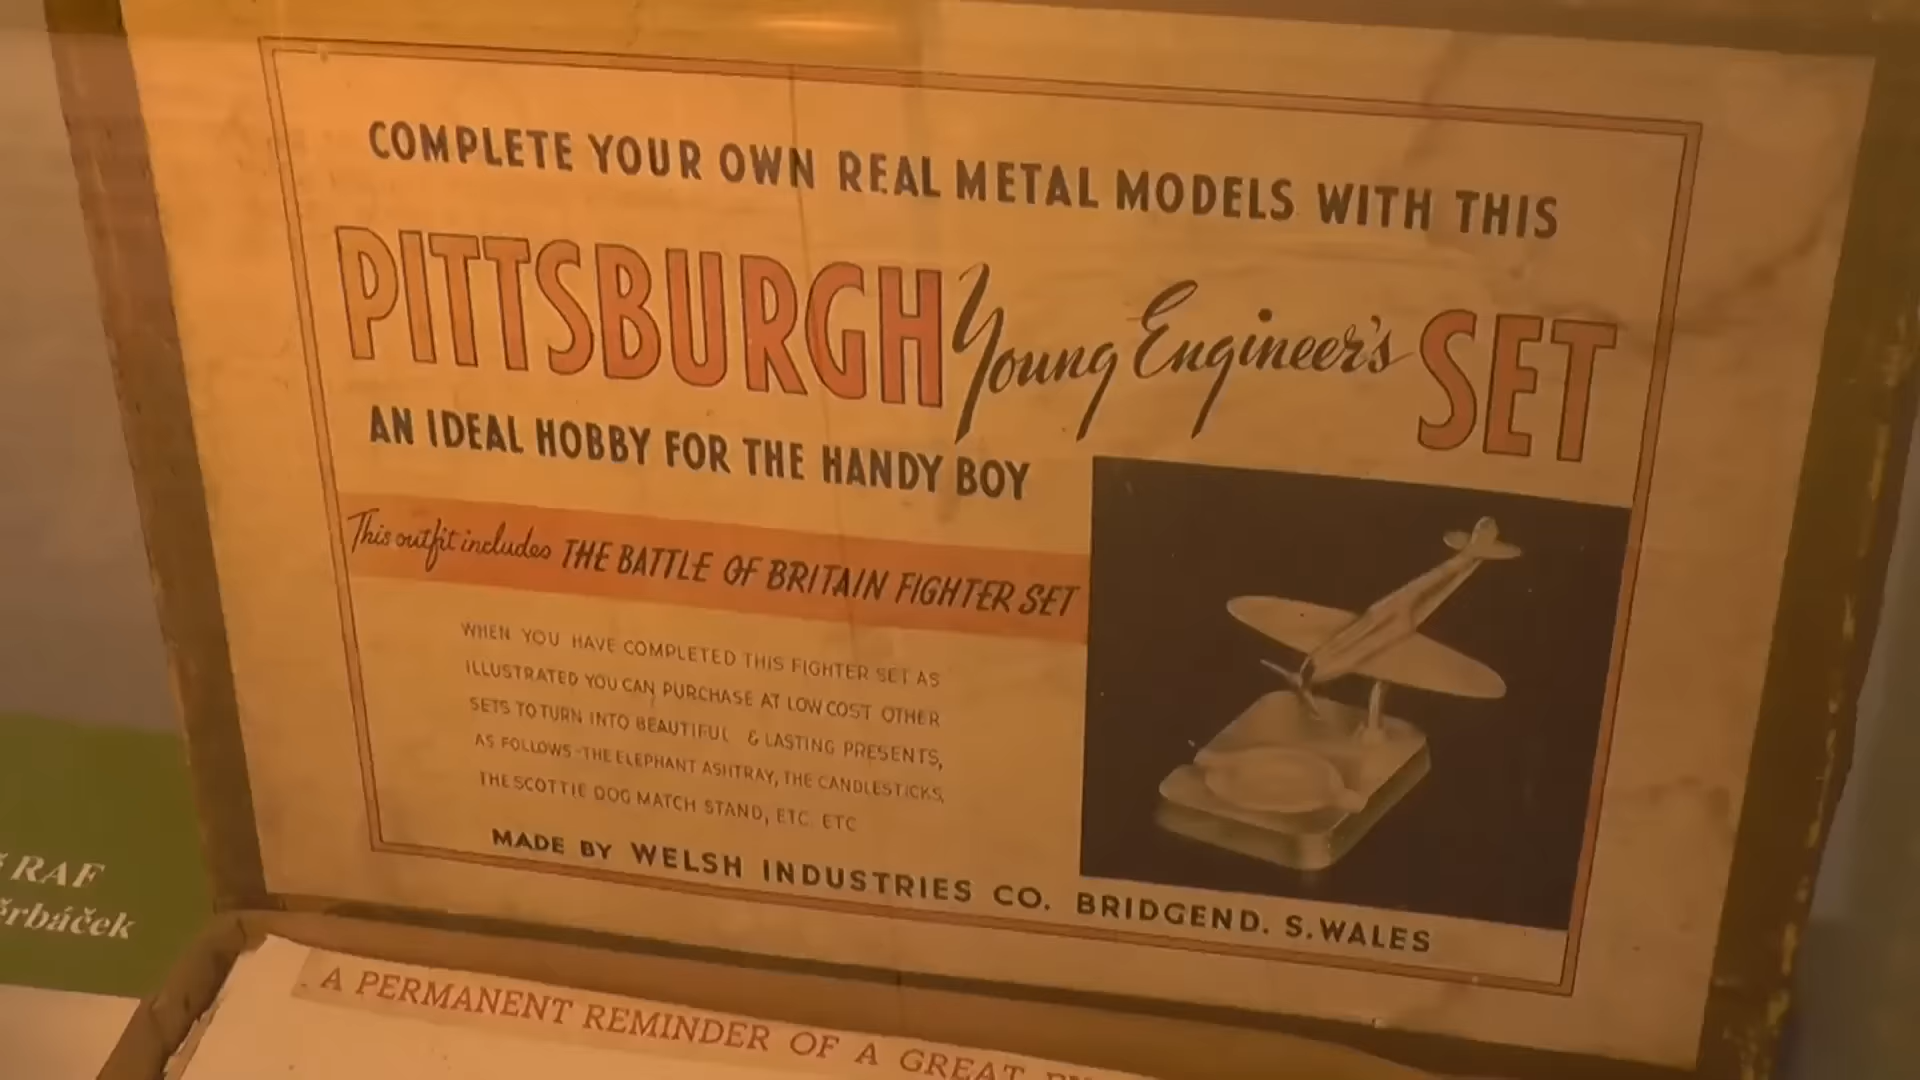 COMPLETE YOUR OWN REAL METAL MODELS WITH THIS
PITTSBURGH Young Engineer's SET
AN IDEAL HOBBY FOR THE HANDY BOY
This outfit includes THE BATTLE OF BRITAIN FIGHTER SET
WHEN YOU HAVE COMPLETED THIS FIGHTER SET AS
ILLUSTRATED YOU CAN PURCHASE AT LOW COST OTHER
SETS TO TURN INTO BEAUTIFUL & LASTING PRESENTS,
AS FOLLOWS - THE ELEPHANT ASHTRAY, THE CANDLESTICKS,
THE SCOTTIE DOG MATCH STAND, ETC. ETC
MADE BY WELSH INDUSTRIES CO. BRIDGEND. S. WALES
RAF
A PERMANENT REMINDER OF A GREAT